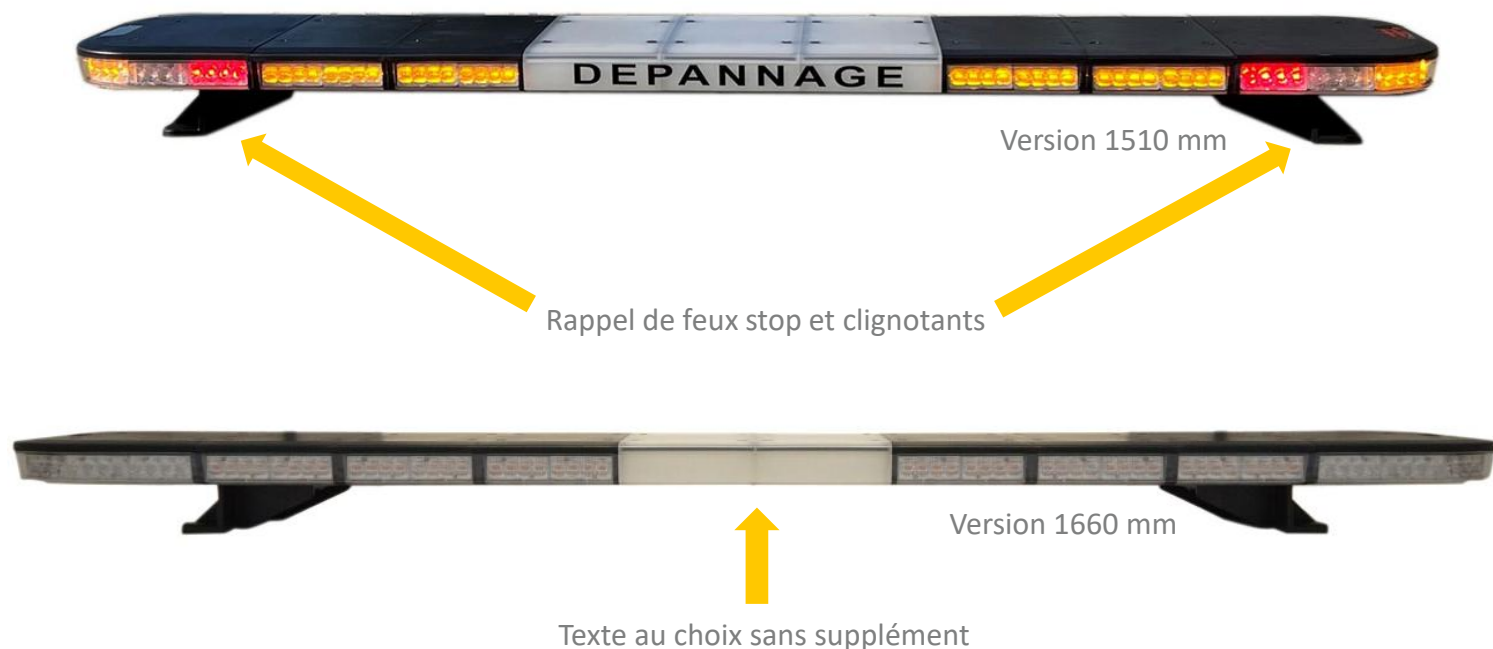 DEPANNAGE
Version 1510 mm
Rappel de feux stop et clignotants
Version 1660 mm
Texte au choix sans supplément